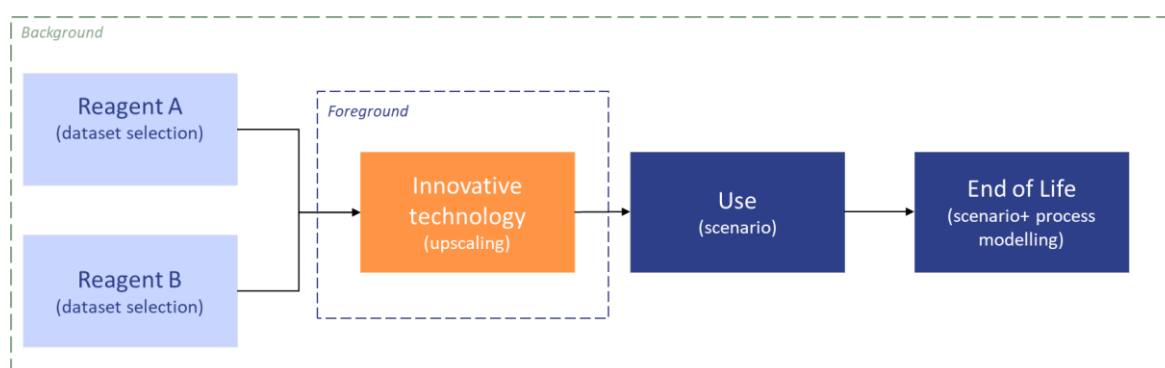 Background
Reagent A
(dataset selection)
Foreground
Innovative
technology
(upscaling)
Use
(scenario)
End of Life
(scenario+ process
modelling)
Reagent B
(dataset selection)